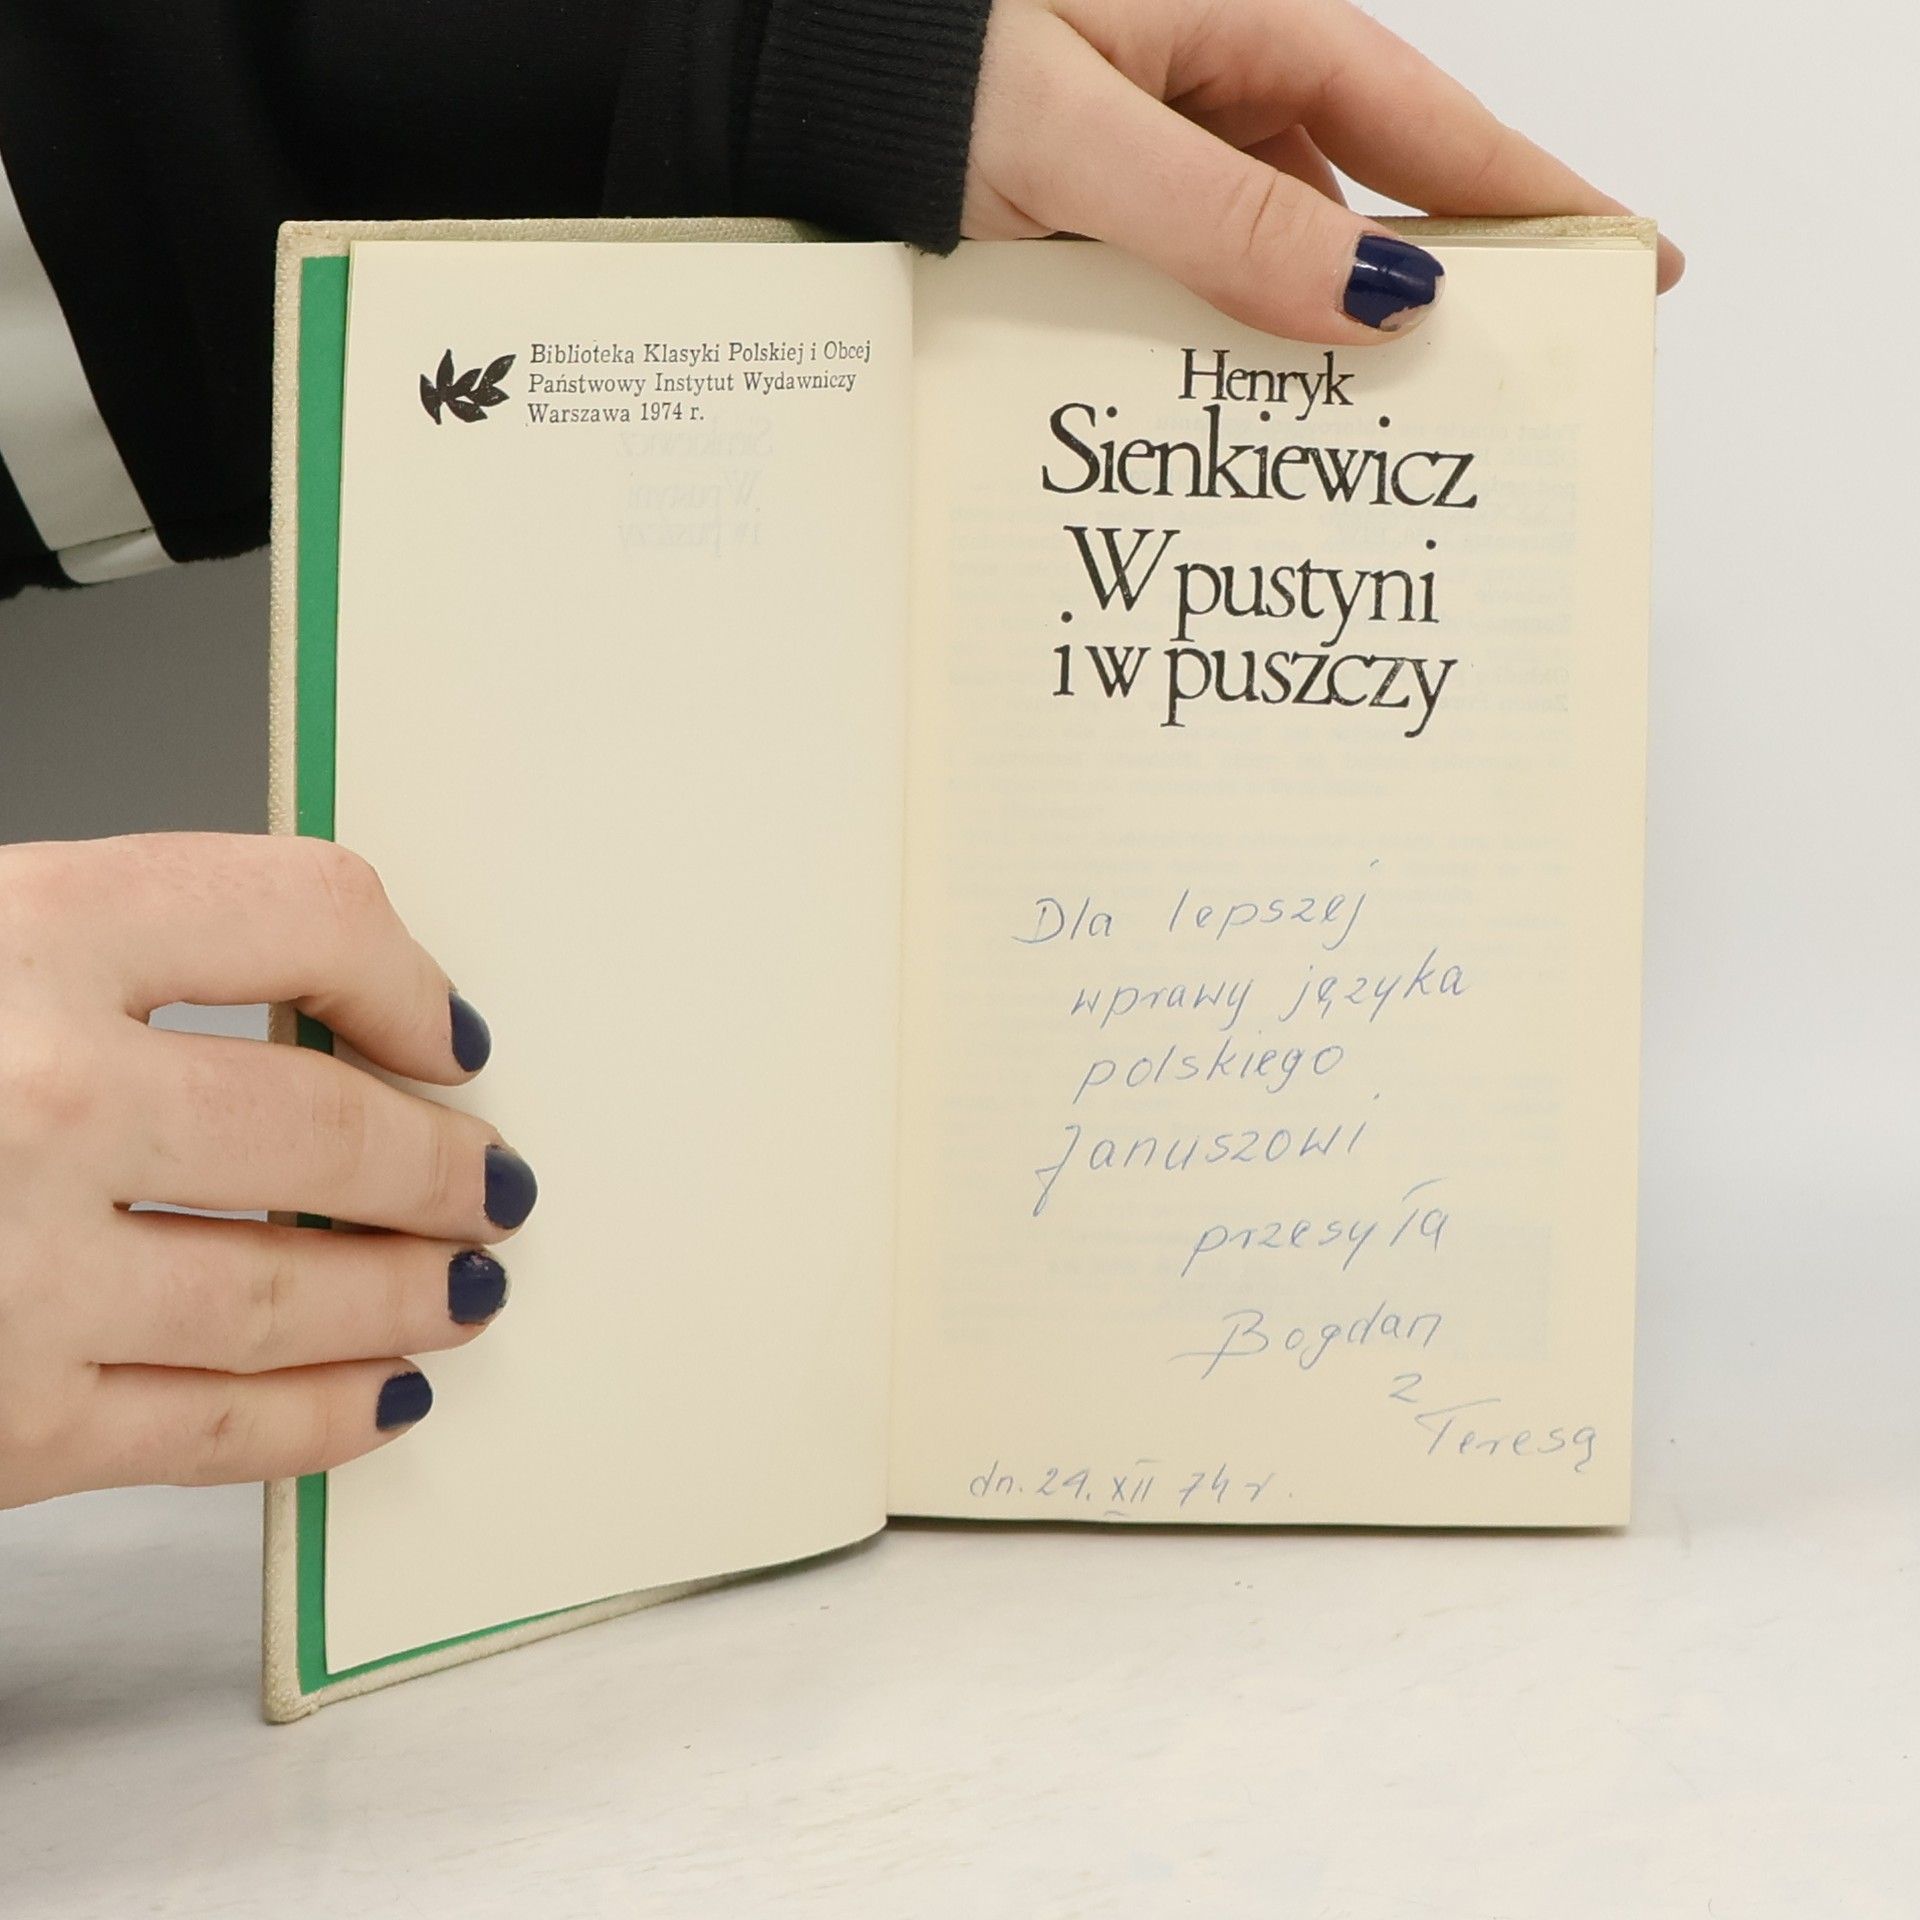 Biblioteka Klasyki Polskiej i Obcej
Państwowy Instytut Wydawniczy
Warszawa 1974 r.
Henryk
Sienkiewicz
W pustyni
i w puszczy
Dla lepszej
wprawy języka
polskiego
Januszowi
przesyła
Bogdan
z
Teresą
dn. 24. XII 74 r.